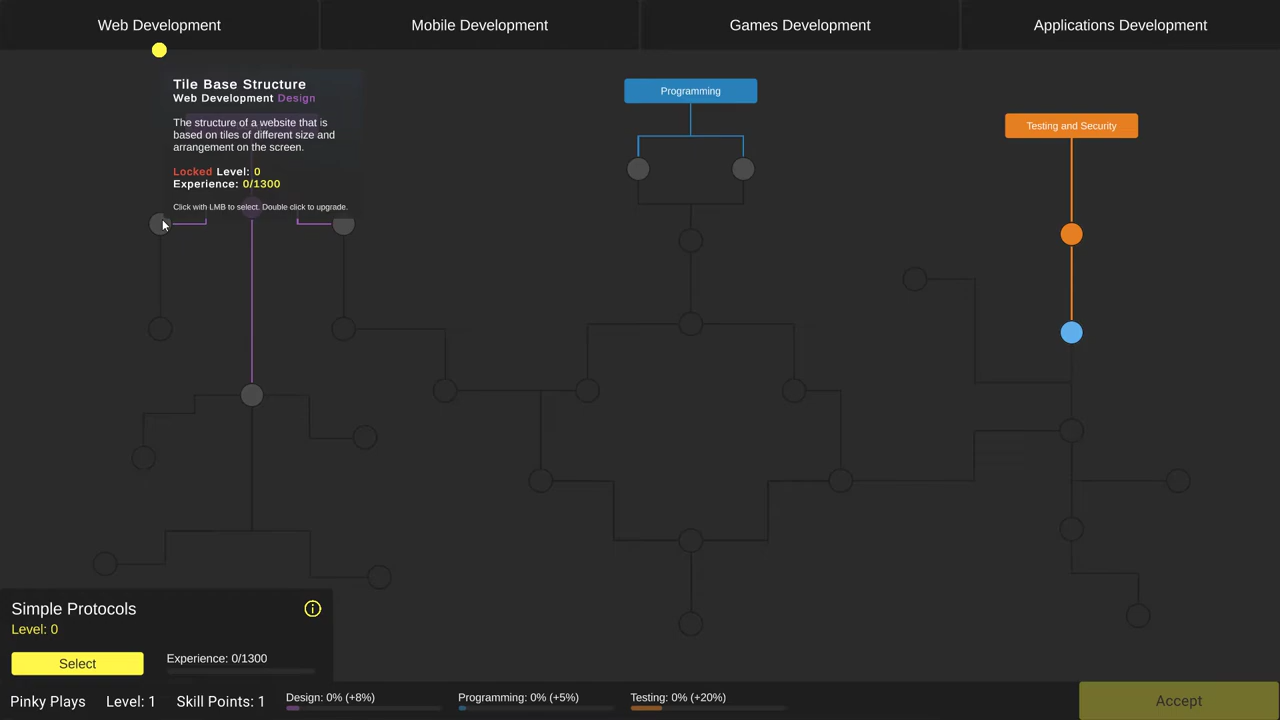 Web Development
Mobile Development
Games Development
Applications Development
Tile Base Structure
Web Development Design
The structure of a website that is
based on tiles of different size and
arrangement on the screen.
Locked Level: 0
Experience: 0/1300
Click with LMB to select. Double click to upgrade.
Programming
Testing and Security
Simple Protocols
Level: 0
Select
Experience: 0/1300
Pinky Plays
Level: 1
Skill Points: 1
Design: 0% (+8%)
Programming: 0% (+5%)
Testing: 0% (+20%)
Accept